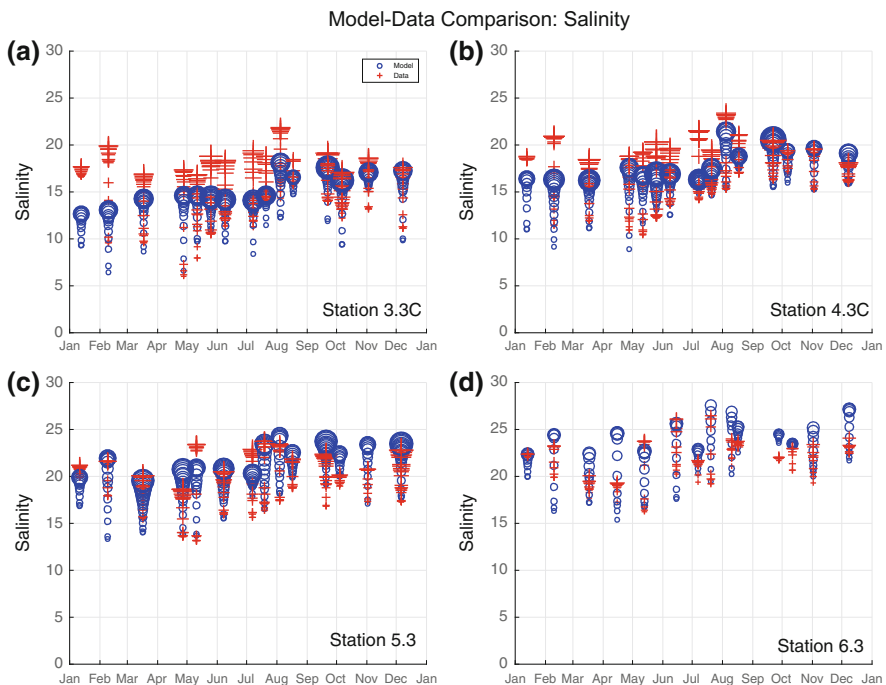 Model-Data Comparison: Salinity
(a)
(b)
30
25
20
15
10
5
0
Salinity
Model
Data
Station 3.3C
Jan Feb Mar Apr May Jun Jul Aug Sep Oct Nov Dec Jan
30
25
20
15
10
5
0
Salinity
Station 4.3C
Jan Feb Mar Apr May Jun Jul Aug Sep Oct Nov Dec Jan
(c)
(d)
30
25
20
15
10
5
0
Salinity
Station 5.3
Jan Feb Mar Apr May Jun Jul Aug Sep Oct Nov Dec Jan
30
25
20
15
10
5
0
Salinity
Station 6.3
Jan Feb Mar Apr May Jun Jul Aug Sep Oct Nov Dec Jan